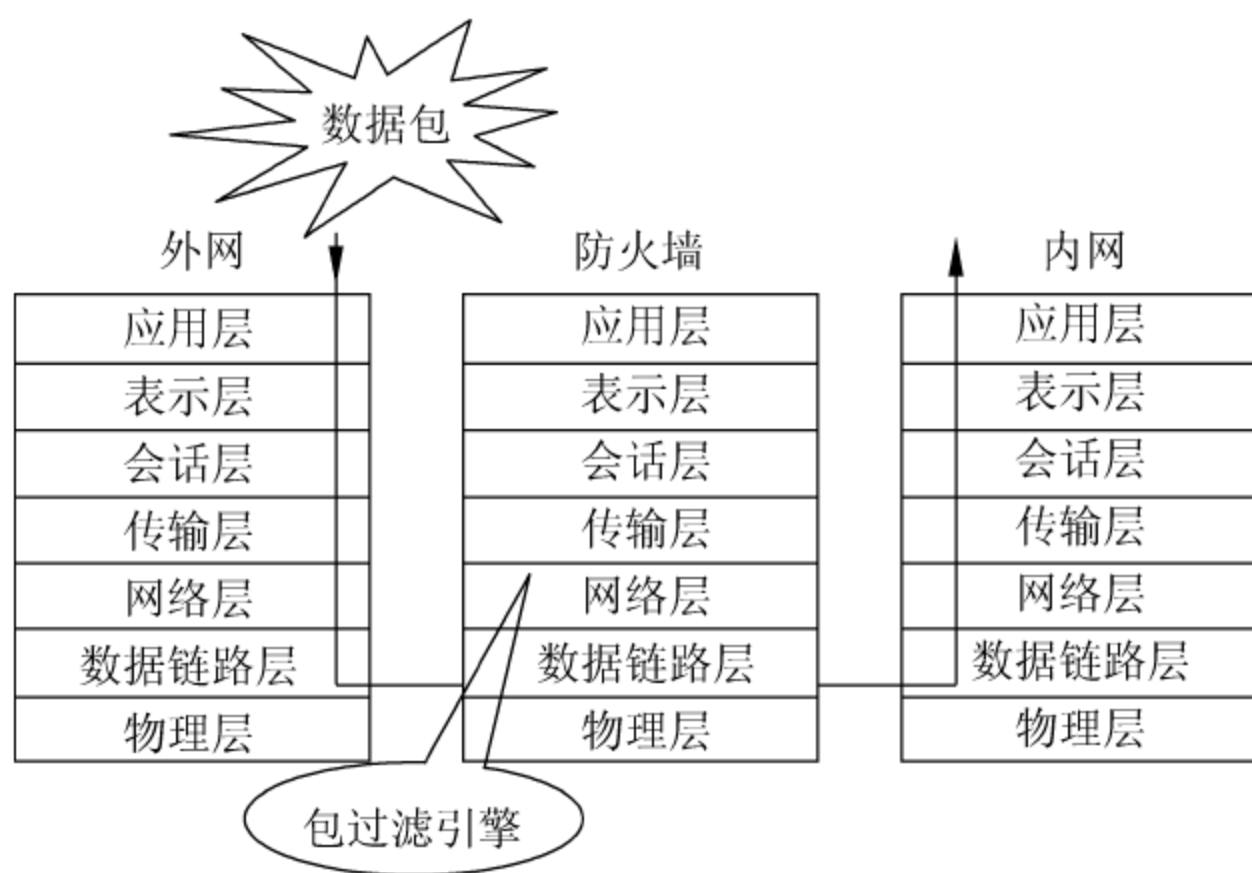 数据包
外网
防火墙
内网
应用层
表示层
会话层
传输层
网络层
数据链路层
物理层
应用层
表示层
会话层
传输层
网络层
数据链路层
物理层
应用层
表示层
会话层
传输层
网络层
数据链路层
物理层
包过滤引擎